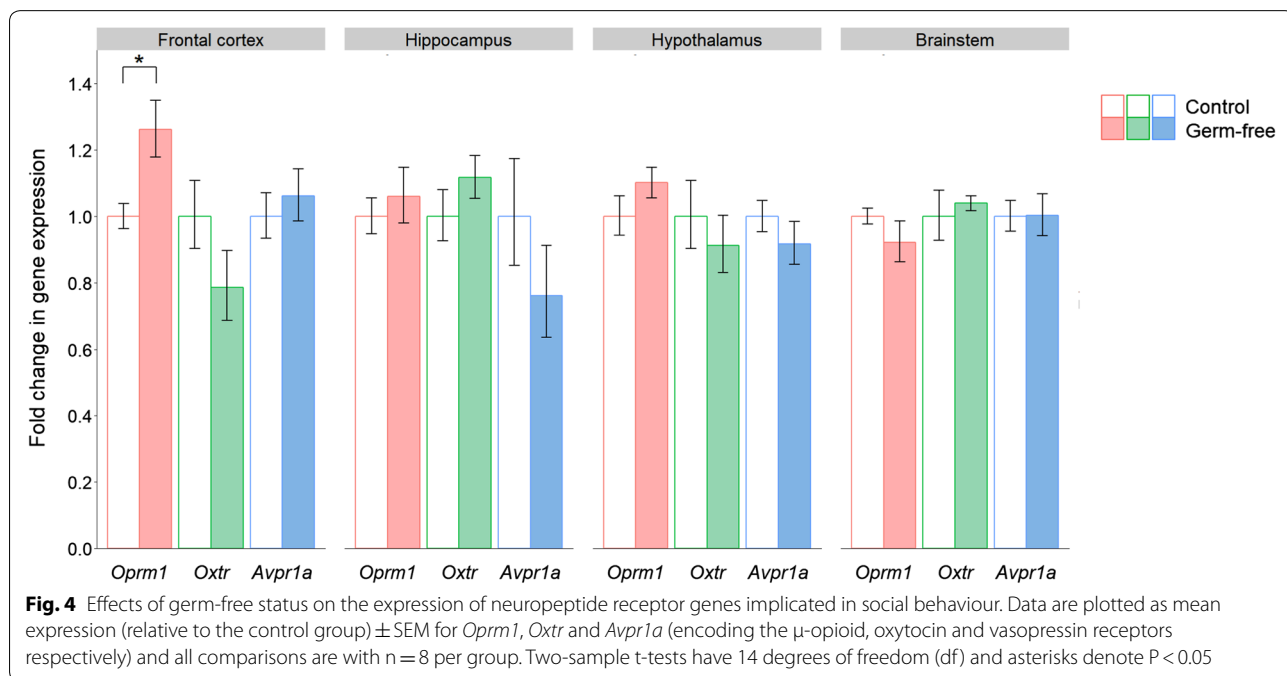 Frontal cortex Hippocampus Hypothalamus Brainstem
*
Control
Germ-free
Fold change in gene expression
1.4
1.2
1.0
0.8
0.6
0.4
0.2
0.0
Oprm1 Oxtr Avpr1a Oprm1 Oxtr Avpr1a Oprm1 Oxtr Avpr1a Oprm1 Oxtr Avpr1a
Fig. 4 Effects of germ-free status on the expression of neuropeptide receptor genes implicated in social behaviour. Data are plotted as mean
expression (relative to the control group) ± SEM for Oprm1, Oxtr and Avpr1a (encoding the μ-opioid, oxytocin and vasopressin receptors
respectively) and all comparisons are with n = 8 per group. Two-sample t-tests have 14 degrees of freedom (df) and asterisks denote P < 0.05